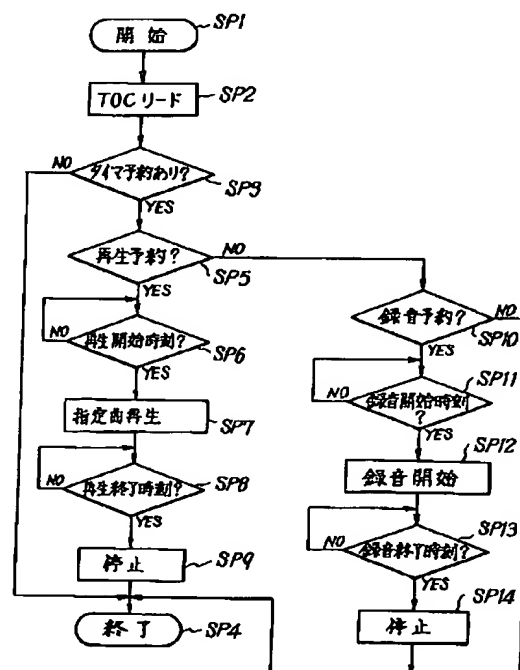 開始
SP1
TOCリード
SP2
タイマ予約あり?
NO
SP3
YES
再生予約?
NO
SP5
YES
再生開始時刻?
NO
SP6
YES
指定曲再生
SP7
再生終了時刻?
NO
SP8
YES
停止
SP9
終了
SP4
録音予約?
NO
SP10
YES
録音開始時刻
?
NO
SP11
YES
録音開始
SP12
録音終了時刻?
NO
SP13
YES
停止
SP14